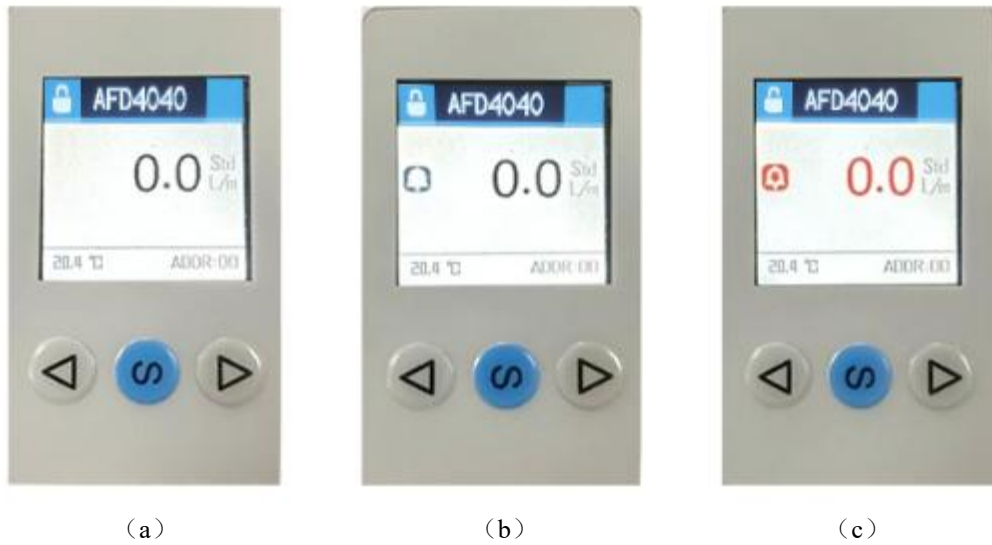 AFD4040
0.0 Std L/m
20.4 ℃ ADDR:00
S
AFD4040
0.0 Std L/m
20.4 ℃ ADDR:00
S
AFD4040
0.0 Std L/m
20.4 ℃ ADDR:00
S
(a) (b) (c)